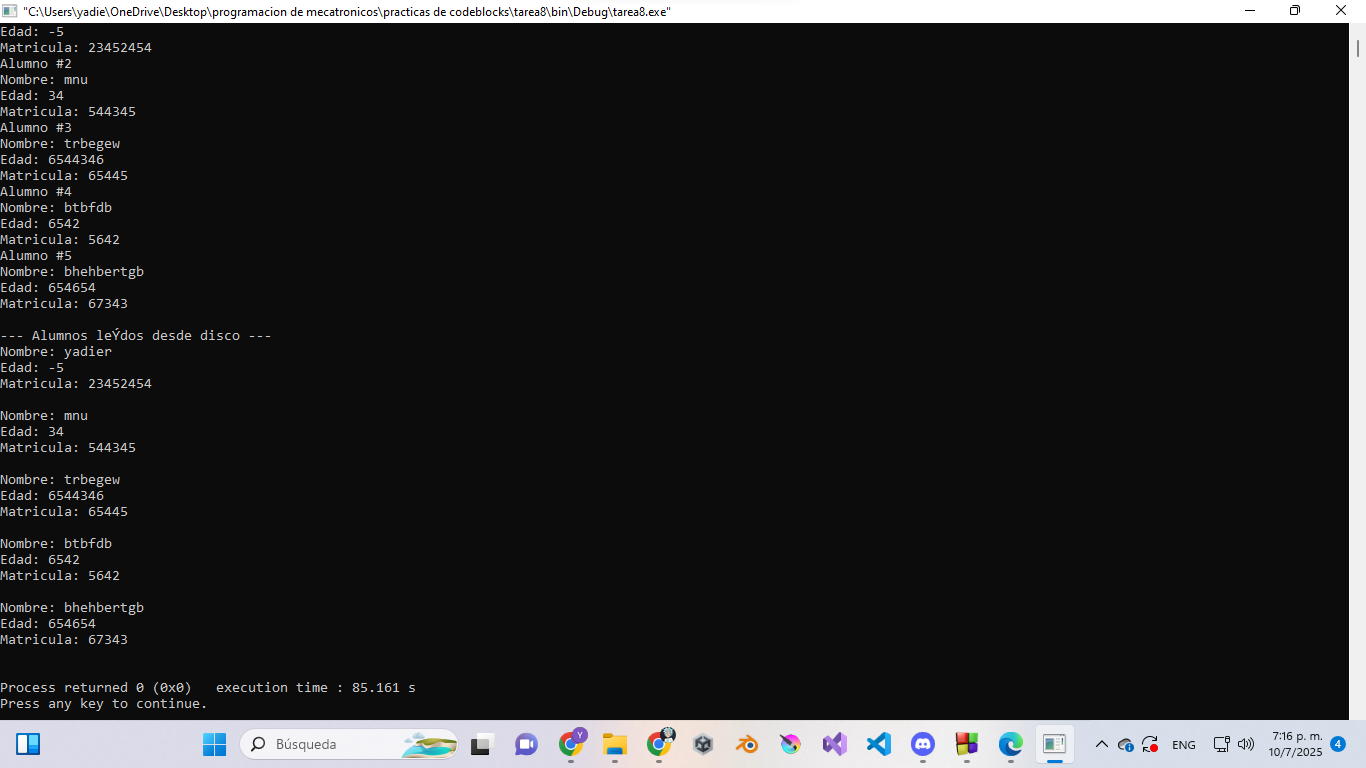 "C:\Users\yadie\OneDrive\Desktop\programacion de mecatronicos\practicas de codeblocks\tarea8\bin\Debug\tarea8.exe"
Edad: -5
Matricula: 23452454
Alumno #2
Nombre: mnu
Edad: 34
Matricula: 544345
Alumno #3
Nombre: trbegew
Edad: 6544346
Matricula: 65445
Alumno #4
Nombre: btbfdb
Edad: 6542
Matricula: 5642
Alumno #5
Nombre: bhehbertgb
Edad: 654654
Matricula: 67343
--- Alumnos leÝdos desde disco ---
Nombre: yadier
Edad: -5
Matricula: 23452454
Nombre: mnu
Edad: 34
Matricula: 544345
Nombre: trbegew
Edad: 6544346
Matricula: 65445
Nombre: btbfdb
Edad: 6542
Matricula: 5642
Nombre: bhehbertgb
Edad: 654654
Matricula: 67343
Process returned 0 (0x0)   execution time : 85.161 s
Press any key to continue.
Búsqueda
Y
ENG
7:16 p. m.
10/7/2025
4